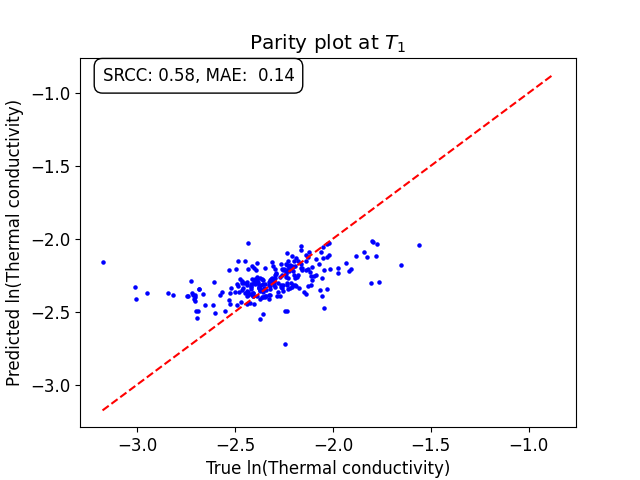 Parity plot at $T_1$
SRCC: 0.58, MAE:  0.14
Predicted ln(Thermal conductivity)
−1.0
−1.5
−2.0
−2.5
−3.0
−3.0 −2.5 −2.0 −1.5 −1.0
True ln(Thermal conductivity)